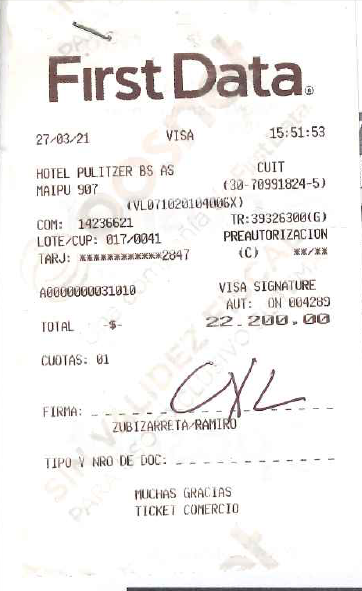 First Data®
27/03/21 VISA 15:51:53
HOTEL PULITZER BS AS CUIT
MAIPU 907 (30-70991824-5)
(VL071020104006X)
COM: 14236621 TR:39326300(G)
LOTE/CUP: 017/0041 PREAUTORIZACION
TARJ: ************2847 (C) **/**
A0000000031010 VISA SIGNATURE
AUT: ON 004289
TOTAL -$- 22.200.00
CUOTAS: 01
FIRMA:
ZUBIZARRETA/RAMIRO
TIPO Y NRO DE DOC:
MUCHAS GRACIAS
TICKET COMERCIO